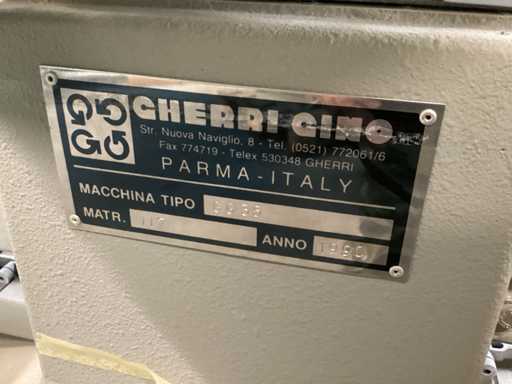 GHERRI GINO
Str. Nuova Naviglio, 8 - Tel. (0521) 772061/6
Fax 774719 - Telex 530348 GHERRI
PARMA - ITALY
MACCHINA TIPO
MATR. ANNO 1990